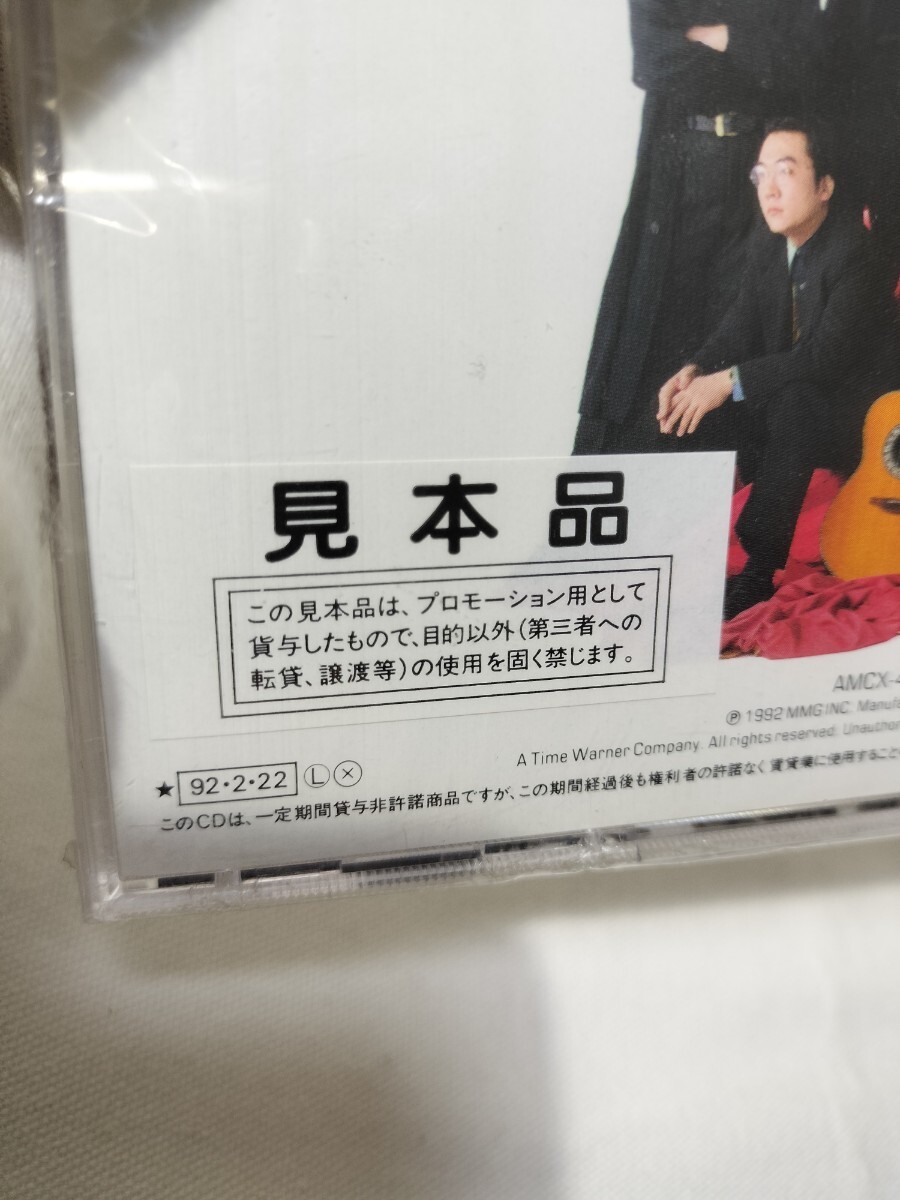 見本品
この見本品は、プロモーション用として
貸与したもので、目的以外(第三者への
転貸、譲渡等)の使用を固く禁じます。
AMCX-4
Ⓟ 1992 MMG INC.
A Time Warner Company. All rights reserved.
★ 92・2・22 Ⓛ ⓧ
このCDは、一定期間貸与非許諾商品ですが、この期間経過後も権利者の許諾なく賃貸業に使用すること